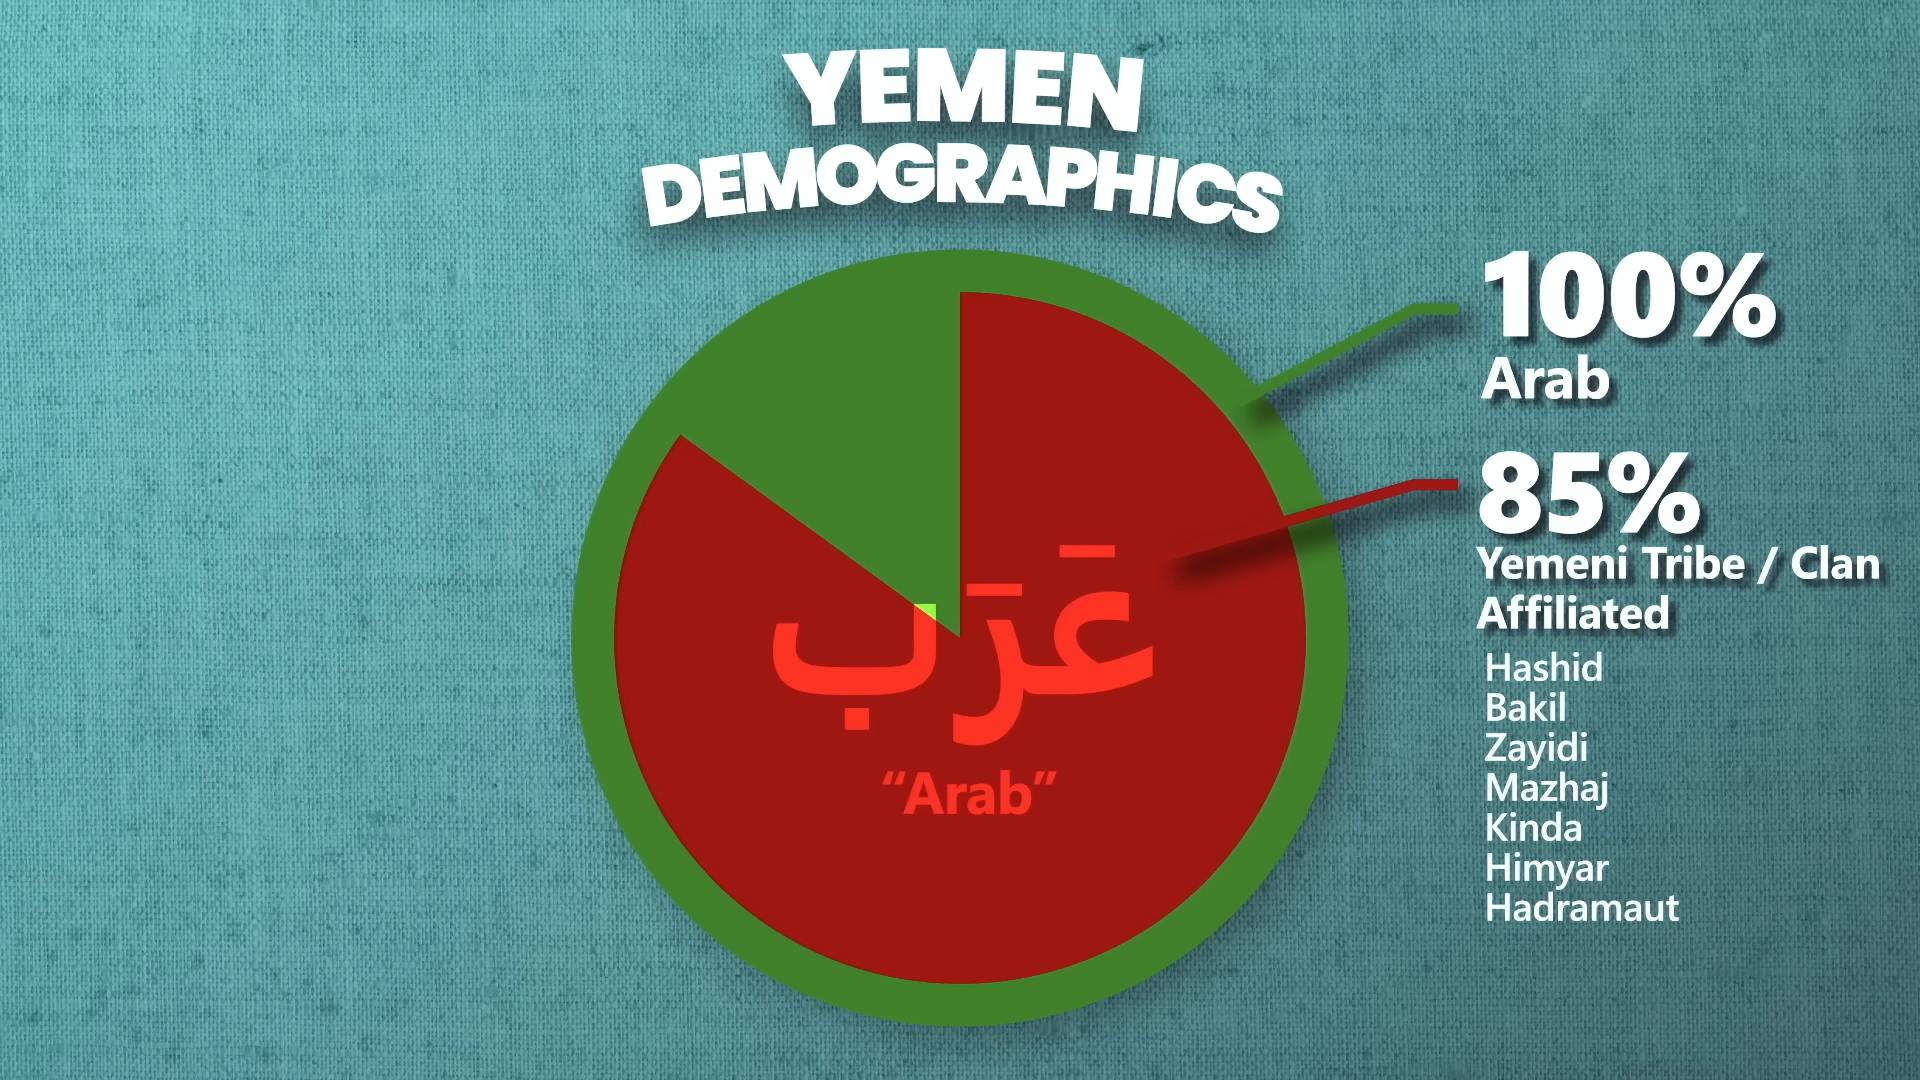 YEMEN
DEMOGRAPHICS
100%
Arab
85%
Yemeni Tribe / Clan
Affiliated
Hashid
Bakil
Zayidi
Mazhaj
Kinda
Himyar
Hadramaut
عَرَب
“Arab”